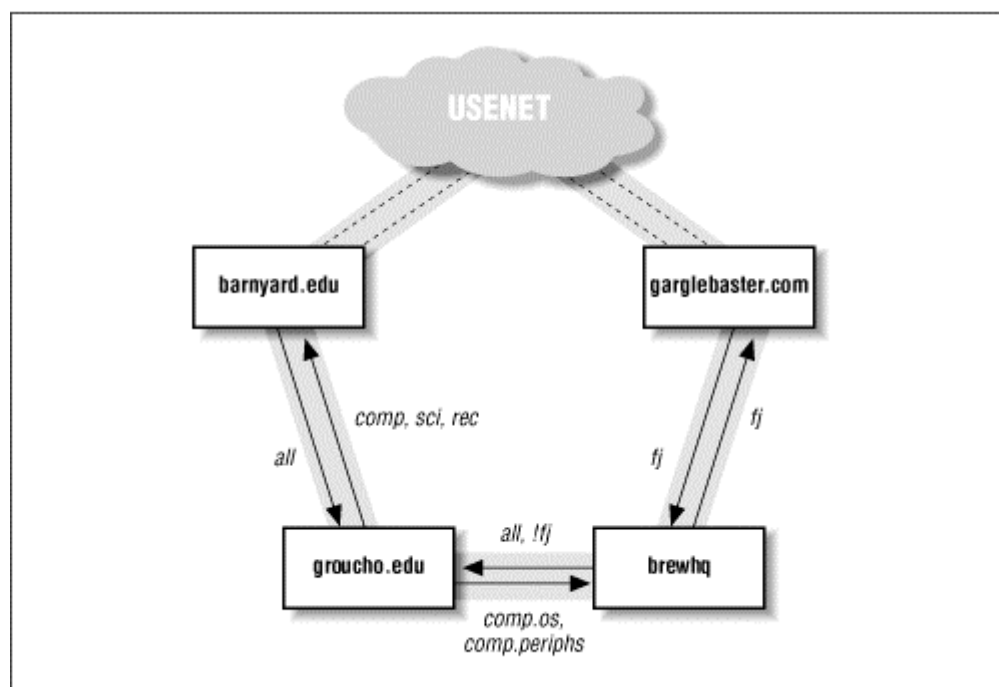 USENET
barnyard.edu
garglebaster.com
comp, sci, rec
all
fj
fj
all, !fj
groucho.edu
brewhq
comp.os,
comp.periphs